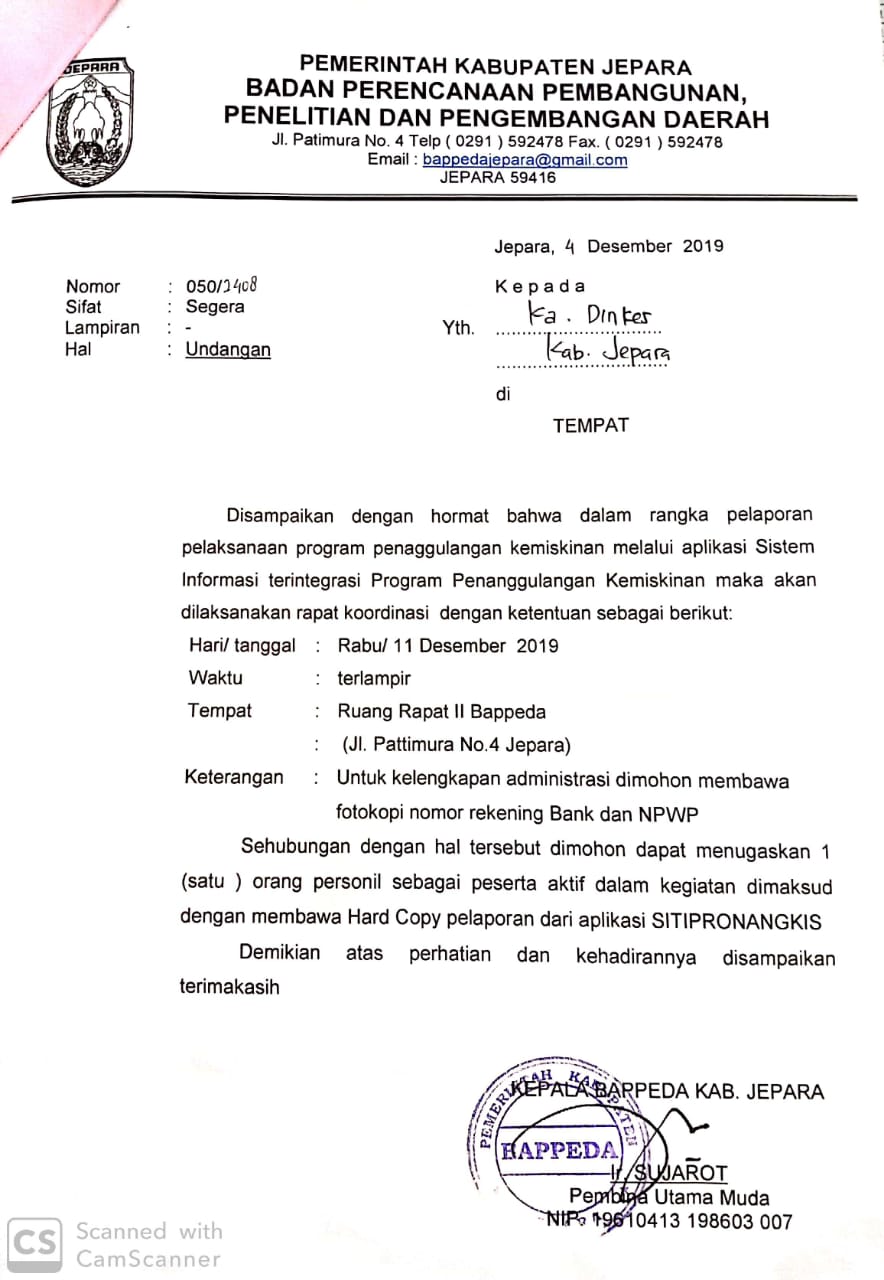 JEPARA
PEMERINTAH KABUPATEN JEPARA
BADAN PERENCANAAN PEMBANGUNAN,
PENELITIAN DAN PENGEMBANGAN DAERAH
Jl. Patimura No. 4 Telp ( 0291 ) 592478 Fax. ( 0291 ) 592478
Email : bappedajepara@gmail.com
JEPARA 59416
Jepara, 4 Desember 2019
Nomor : 050/2408
Sifat : Segera
Lampiran : -
Hal : Undangan
Kepada
Yth. Ka. Dinkes
Kab. Jepara
di
TEMPAT
Disampaikan dengan hormat bahwa dalam rangka pelaporan
pelaksanaan program penaggulangan kemiskinan melalui aplikasi Sistem
Informasi terintegrasi Program Penanggulangan Kemiskinan maka akan
dilaksanakan rapat koordinasi dengan ketentuan sebagai berikut:
Hari/ tanggal : Rabu/ 11 Desember 2019
Waktu : terlampir
Tempat : Ruang Rapat II Bappeda
: (Jl. Pattimura No.4 Jepara)
Keterangan : Untuk kelengkapan administrasi dimohon membawa
fotokopi nomor rekening Bank dan NPWP
Sehubungan dengan hal tersebut dimohon dapat menugaskan 1
(satu ) orang personil sebagai peserta aktif dalam kegiatan dimaksud
dengan membawa Hard Copy pelaporan dari aplikasi SITIPRONANGKIS
Demikian atas perhatian dan kehadirannya disampaikan
terimakasih
KEPALA BAPPEDA KAB. JEPARA
PEMERINTAH KABUPATEN
BAPPEDA
Ir. SUJAROT
Pembina Utama Muda
NIP. 19610413 198603 007
CS Scanned with
CamScanner